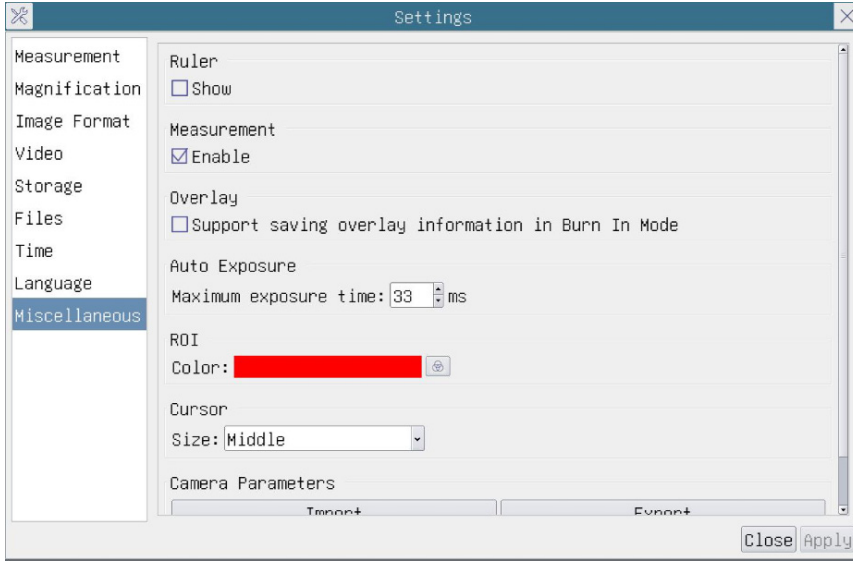 Settings
Measurement
Magnification
Image Format
Video
Storage
Files
Time
Language
Miscellaneous
Ruler
Show
Measurement
Enable
Overlay
Support saving overlay information in Burn In Mode
Auto Exposure
Maximum exposure time: 33 ms
ROI
Color:
Cursor
Size: Middle
Camera Parameters
Import Export
Close Apply